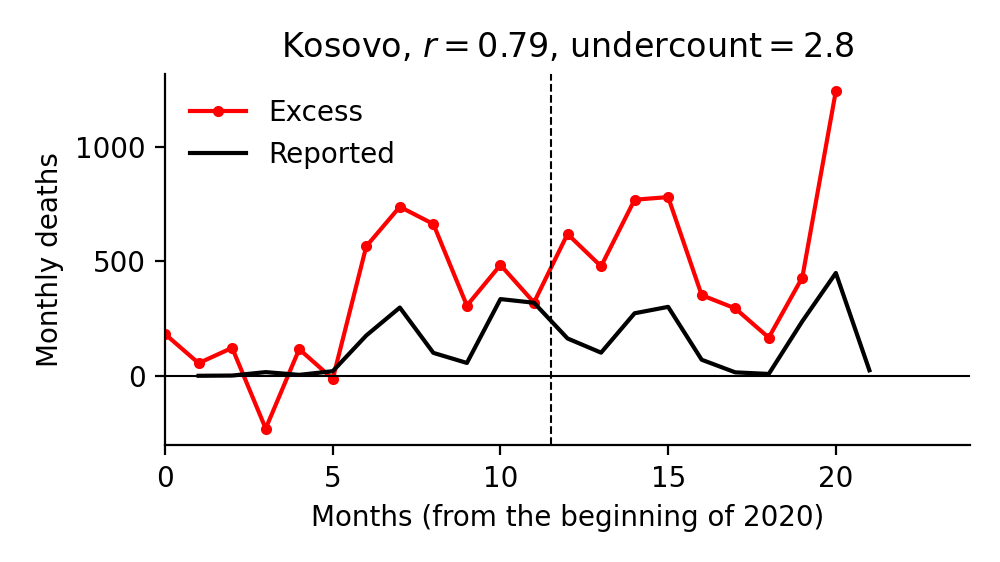 Kosovo, r = 0.79, undercount = 2.8
Excess
Reported
Monthly deaths
1000
500
0
0 5 10 15 20
Months (from the beginning of 2020)